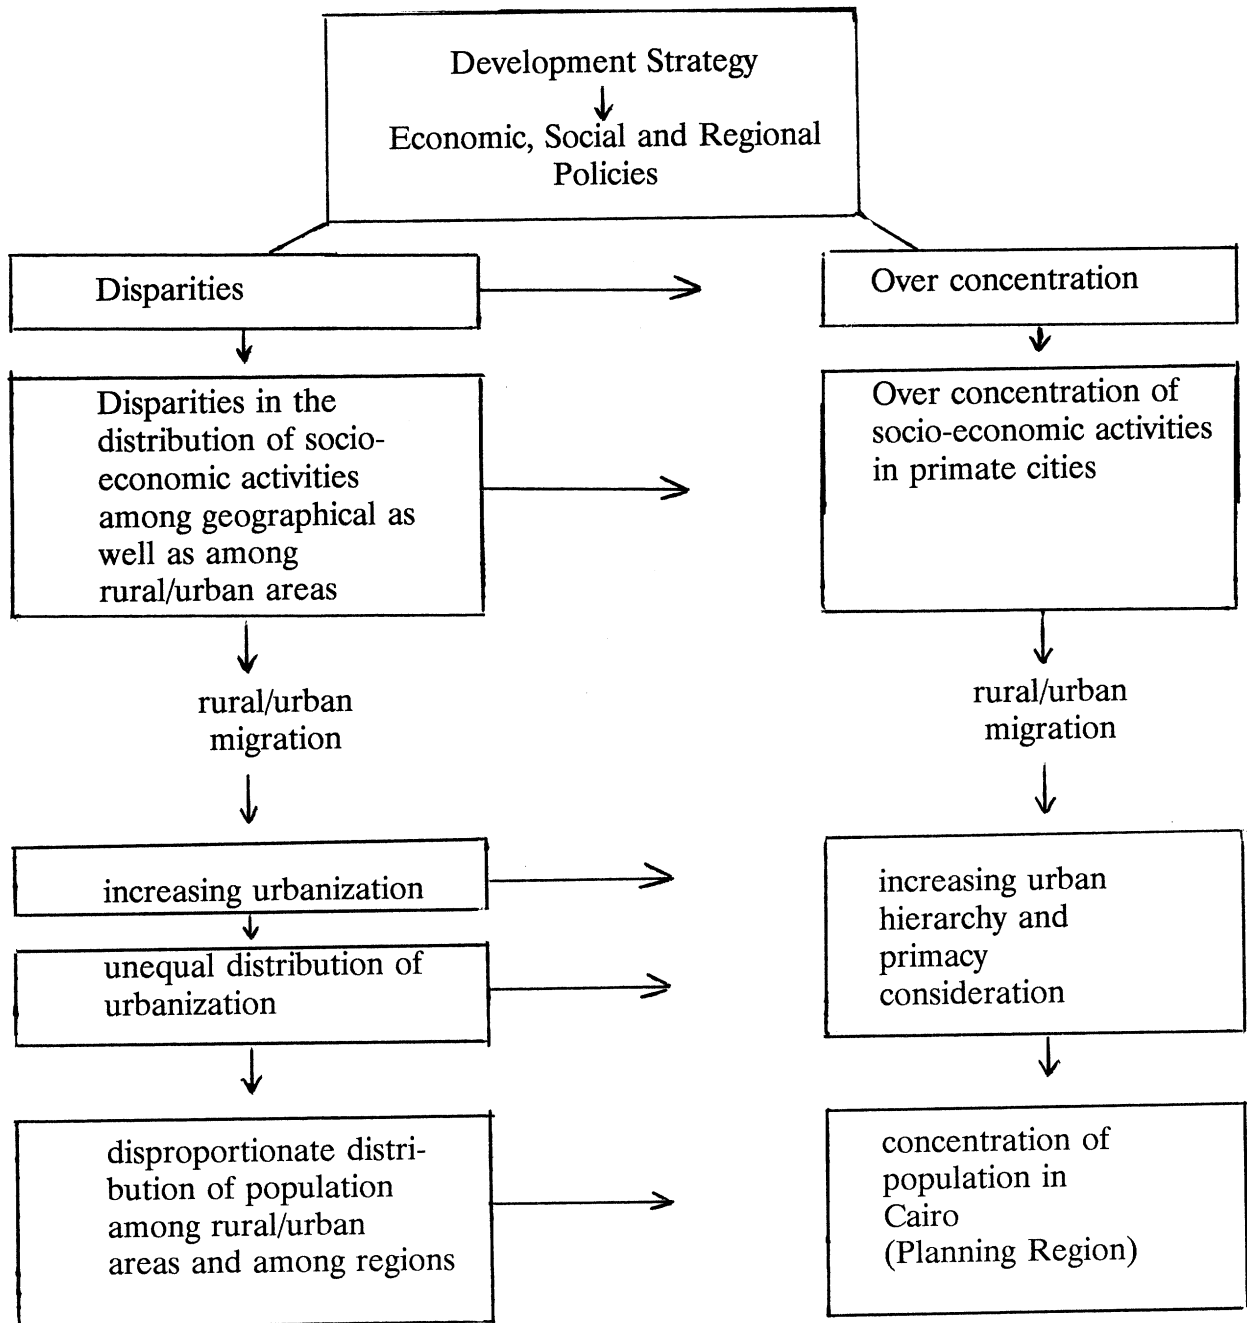 Development Strategy
Economic, Social and Regional
Policies
Disparities
Over concentration
Disparities in the
distribution of socio-
economic activities
among geographical as
well as among
rural/urban areas
Over concentration of
socio-economic activities
in primate cities
rural/urban
migration
rural/urban
migration
increasing urbanization
unequal distribution of
urbanization
increasing urban
hierarchy and
primacy
consideration
disproportionate distri-
bution of population
among rural/urban
areas and among regions
concentration of
population in
Cairo
(Planning Region)